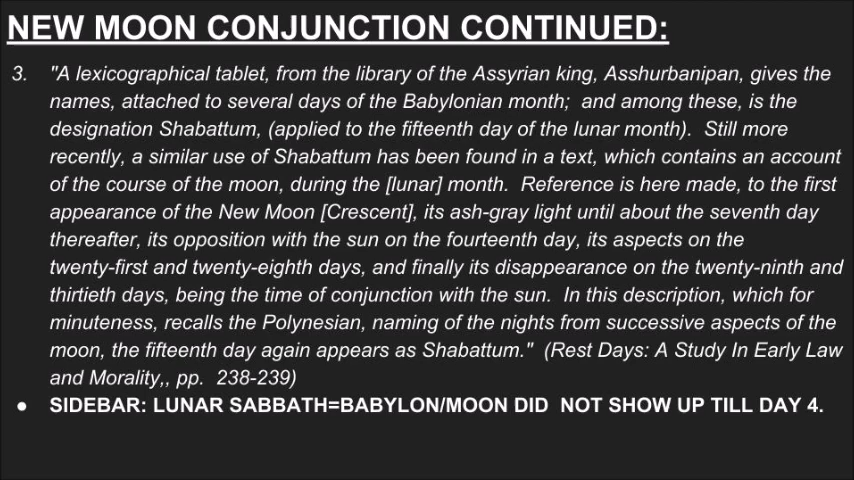 NEW MOON CONJUNCTION CONTINUED:
3. "A lexicographical tablet, from the library of the Assyrian king, Asshurbanipan, gives the
names, attached to several days of the Babylonian month; and among these, is the
designation Shabattum, (applied to the fifteenth day of the lunar month). Still more
recently, a similar use of Shabattum has been found in a text, which contains an account
of the course of the moon, during the [lunar] month. Reference is here made, to the first
appearance of the New Moon [Crescent], its ash-gray light until about the seventh day
thereafter, its opposition with the sun on the fourteenth day, its aspects on the
twenty-first and twenty-eighth days, and finally its disappearance on the twenty-ninth and
thirtieth days, being the time of conjunction with the sun. In this description, which for
minuteness, recalls the Polynesian, naming of the nights from successive aspects of the
moon, the fifteenth day again appears as Shabattum." (Rest Days: A Study In Early Law
and Morality,, pp. 238-239)
● SIDEBAR: LUNAR SABBATH=BABYLON/MOON DID NOT SHOW UP TILL DAY 4.